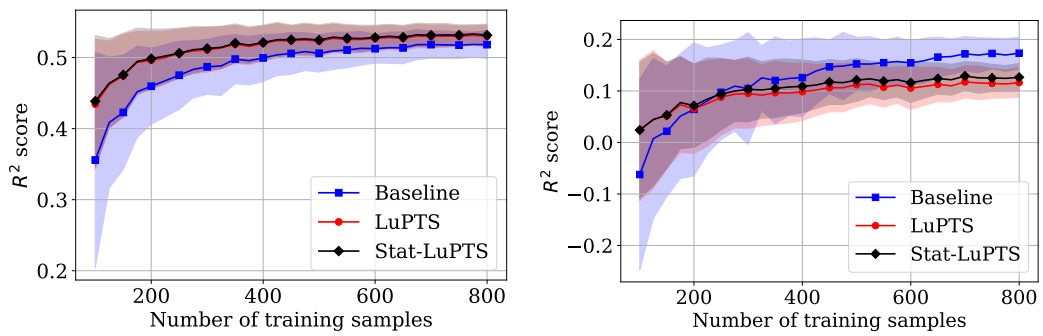 0.5
0.4
0.3
0.2
R² score
200
400
600
800
Number of training samples
Baseline
LuPTS
Stat-LuPTS
0.2
0.1
0.0
−0.1
−0.2
R² score
200
400
600
800
Number of training samples
Baseline
LuPTS
Stat-LuPTS